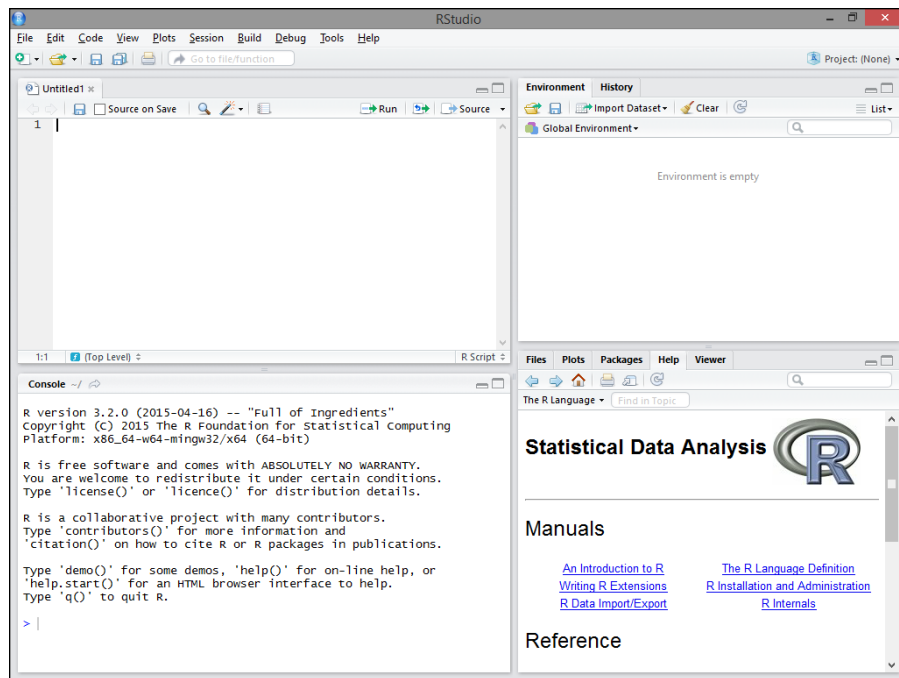 RStudio
File Edit Code View Plots Session Build Debug Tools Help
Go to file/function Project: (None)
Untitled1
Source on Save Run Source
1
1:1 (Top Level) R Script
Console ~/
R version 3.2.0 (2015-04-16) -- "Full of Ingredients"
Copyright (C) 2015 The R Foundation for Statistical Computing
Platform: x86_64-w64-mingw32/x64 (64-bit)
R is free software and comes with ABSOLUTELY NO WARRANTY.
You are welcome to redistribute it under certain conditions.
Type 'license()' or 'licence()' for distribution details.
R is a collaborative project with many contributors.
Type 'contributors()' for more information and
'citation()' on how to cite R or R packages in publications.
Type 'demo()' for some demos, 'help()' for on-line help, or
'help.start()' for an HTML browser interface to help.
Type 'q()' to quit R.
>
Environment History
Import Dataset Clear List
Global Environment
Environment is empty
Files Plots Packages Help Viewer
The R Language Find in Topic
Statistical Data Analysis R
Manuals
An Introduction to R The R Language Definition
Writing R Extensions R Installation and Administration
R Data Import/Export R Internals
Reference